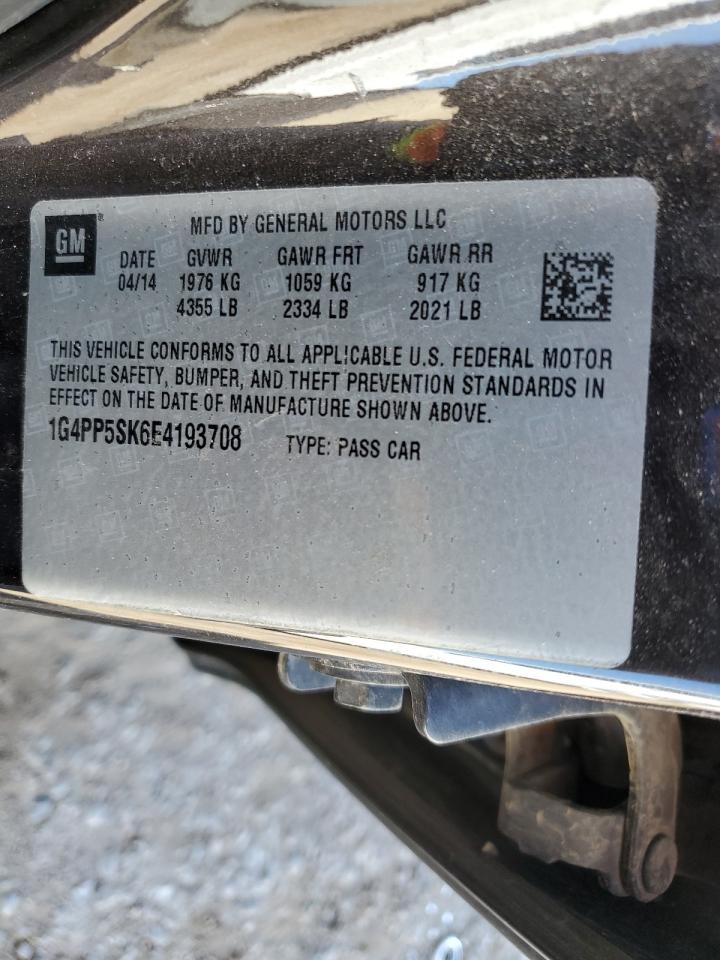 GM
MFD BY GENERAL MOTORS LLC
DATE GVWR GAWR FRT GAWR RR
04/14 1976 KG 1059 KG 917 KG
4355 LB 2334 LB 2021 LB
THIS VEHICLE CONFORMS TO ALL APPLICABLE U.S. FEDERAL MOTOR
VEHICLE SAFETY, BUMPER, AND THEFT PREVENTION STANDARDS IN
EFFECT ON THE DATE OF MANUFACTURE SHOWN ABOVE.
1G4PP5SK6E4193708 TYPE: PASS CAR